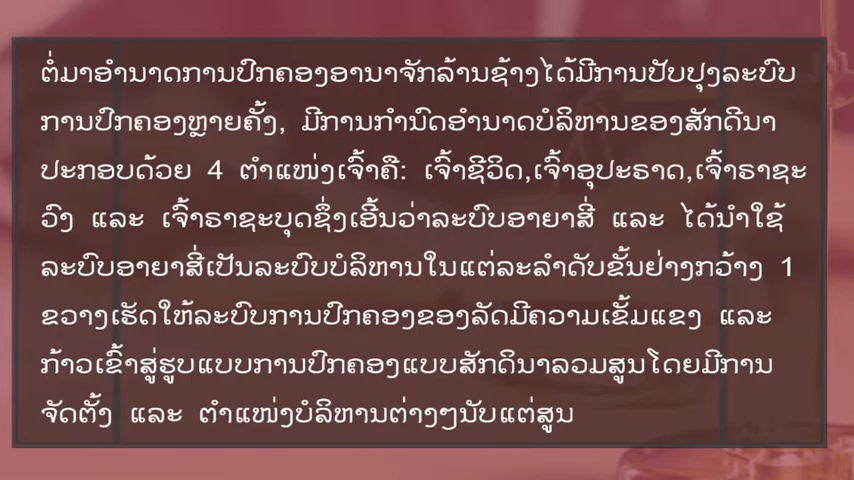 ຕໍ່ມາອໍານາດການປົກຄອງອານາຈັກລ້ານຊ້າງໄດ້ມີການປັບປຸງລະບົບ
ການປົກຄອງຫຼາຍຄັ້ງ, ມີການກໍານົດອໍານາດບໍລິຫານຂອງສັກດີນາ
ປະກອບດ້ວຍ 4 ຕໍາແໜ່ງເຈົ້າຄື: ເຈົ້າຊີວິດ,ເຈົ້າອຸປະຣາດ,ເຈົ້າຣາຊະ
ວົງ ແລະ ເຈົ້າຣາຊະບຸດຊຶ່ງເອີ້ນວ່າລະບົບອາຍາສີ່ ແລະ ໄດ້ນໍາໃຊ້
ລະບົບອາຍາສີ່ເປັນລະບົບບໍລິຫານໃນແຕ່ລະລໍາດັບຂັ້ນຢ່າງກວ້າງ 1
ຂວາງເຮັດໃຫ້ລະບົບການປົກຄອງຂອງລັດມີຄວາມເຂັ້ມແຂງ ແລະ
ກ້າວເຂົ້າສູ່ຮູບແບບການປົກຄອງແບບສັກດິນາລວມສູນໂດຍມີການ
ຈັດຕັ້ງ ແລະ ຕໍາແໜ່ງບໍລິຫານຕ່າງໆນັບແຕ່ສູນ